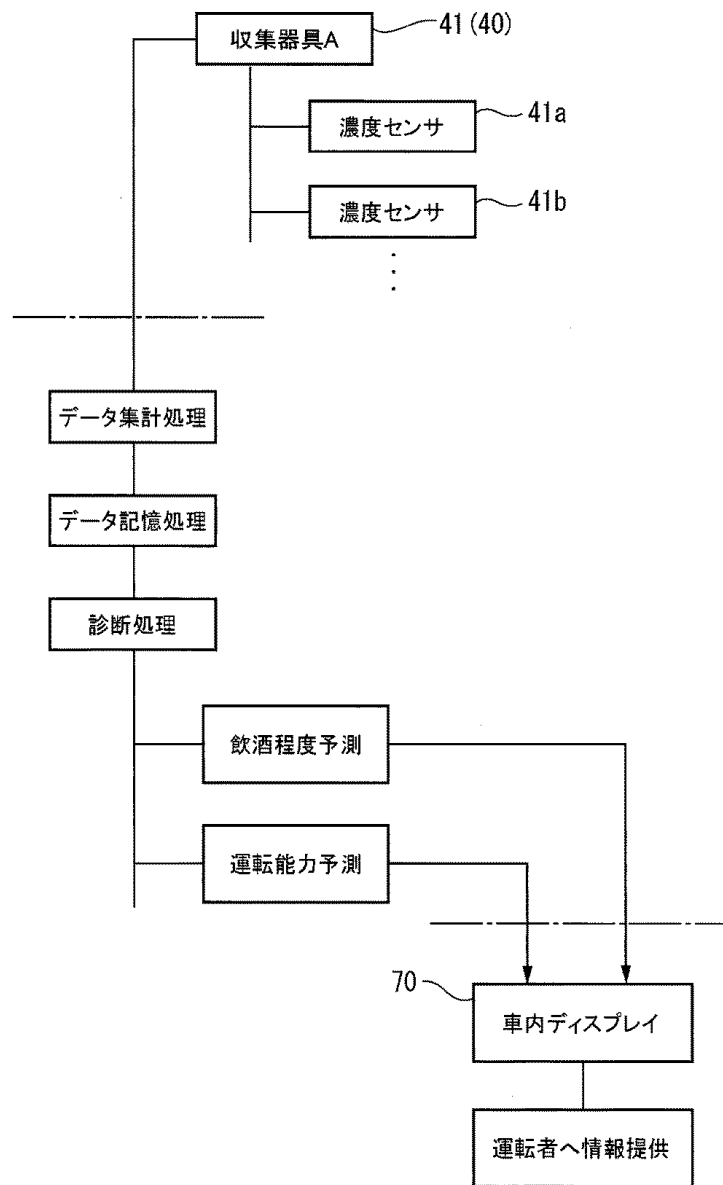 収集器具A
41(40)
濃度センサ
41a
濃度センサ
41b
データ集計処理
データ記憶処理
診断処理
飲酒程度予測
運転能力予測
70
車内ディスプレイ
運転者へ情報提供